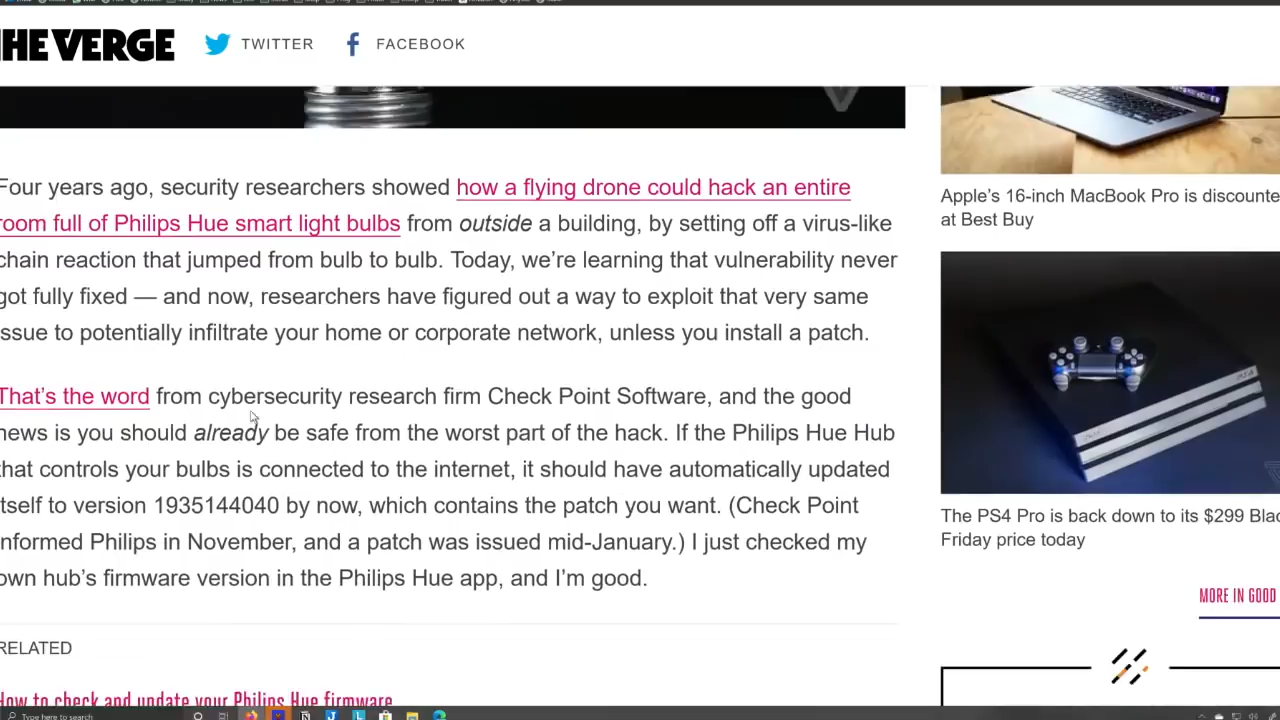 THE VERGE
TWITTER
FACEBOOK
Four years ago, security researchers showed how a flying drone could hack an entire
room full of Philips Hue smart light bulbs from outside a building, by setting off a virus-like
chain reaction that jumped from bulb to bulb. Today, we’re learning that vulnerability never
got fully fixed — and now, researchers have figured out a way to exploit that very same
issue to potentially infiltrate your home or corporate network, unless you install a patch.
That’s the word from cybersecurity research firm Check Point Software, and the good
news is you should already be safe from the worst part of the hack. If the Philips Hue Hub
that controls your bulbs is connected to the internet, it should have automatically updated
itself to version 1935144040 by now, which contains the patch you want. (Check Point
informed Philips in November, and a patch was issued mid-January.) I just checked my
own hub’s firmware version in the Philips Hue app, and I’m good.
RELATED
How to check and update your Philips Hue firmware
Apple’s 16-inch MacBook Pro is discounte
at Best Buy
The PS4 Pro is back down to its $299 Blac
Friday price today
MORE IN GOOD
Type here to search